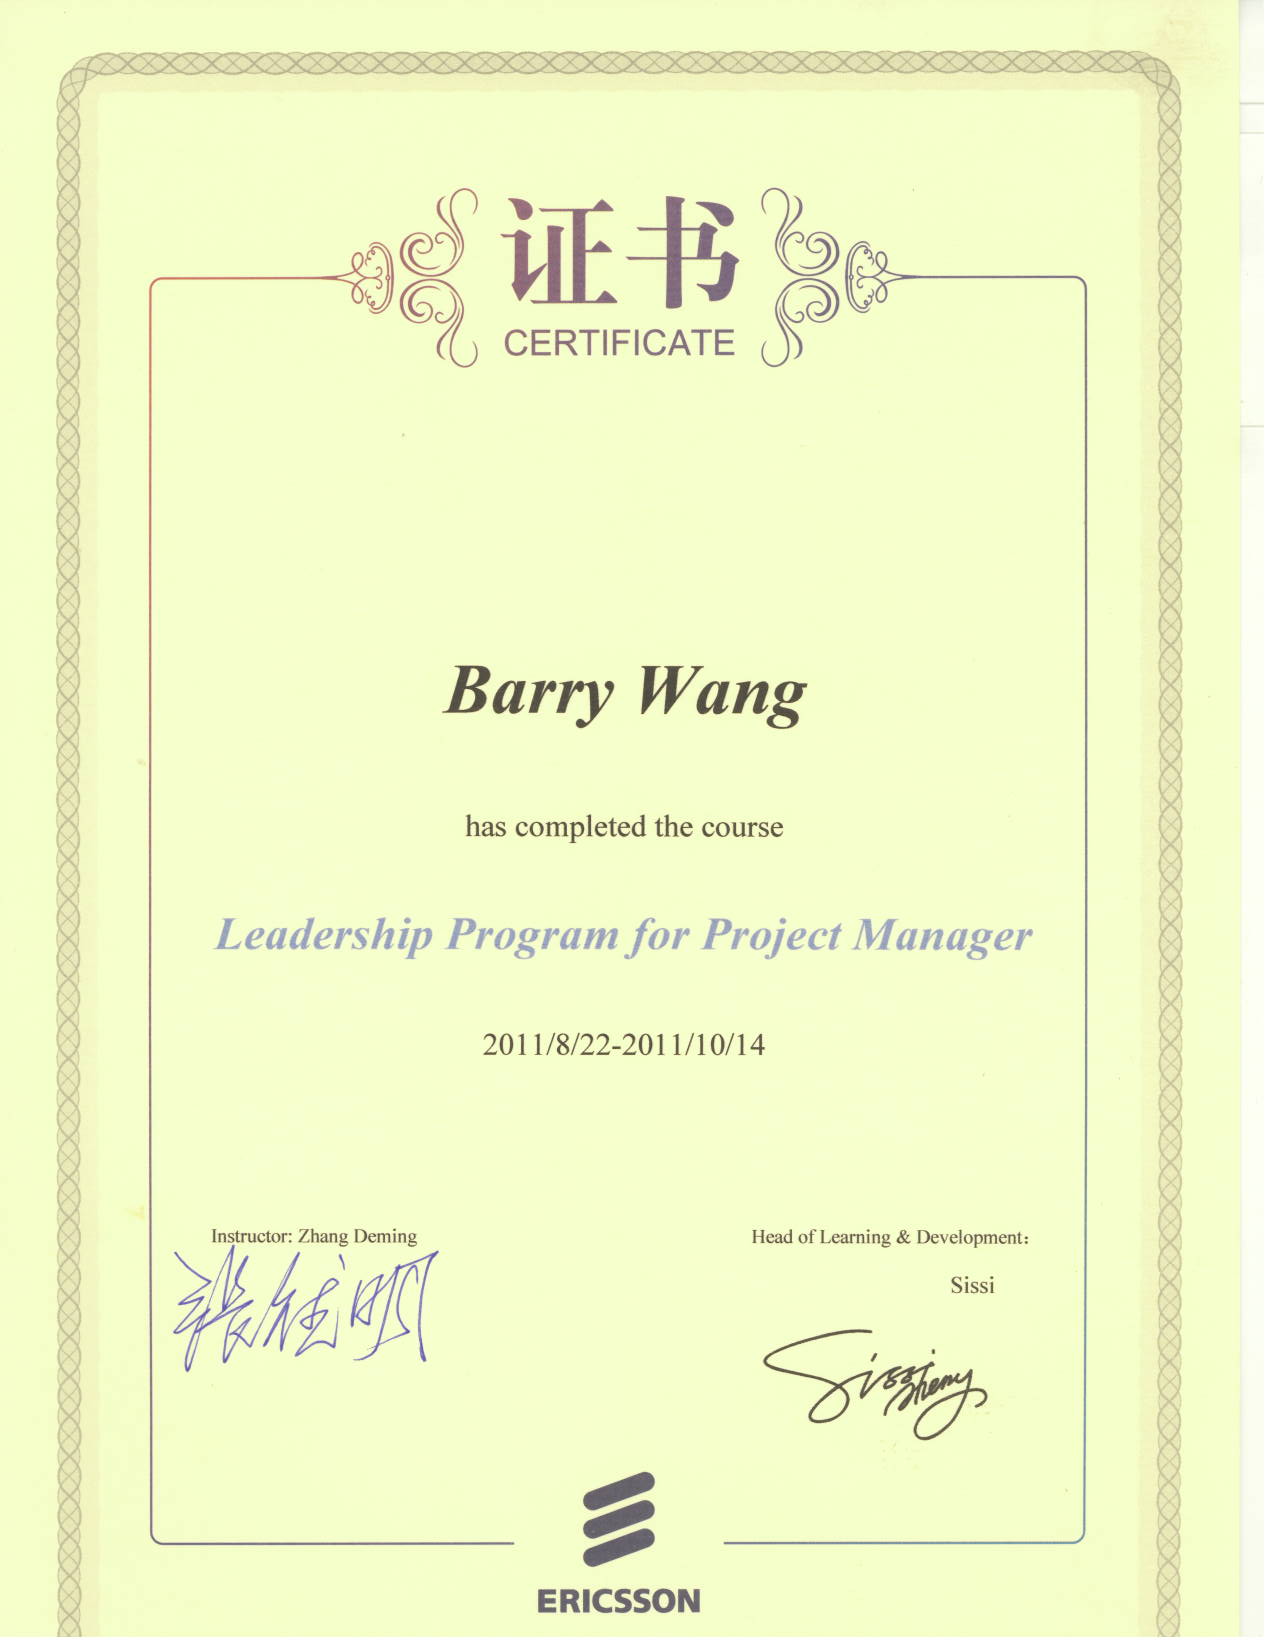 证书
CERTIFICATE
Barry Wang
has completed the course
Leadership Program for Project Manager
2011/8/22-2011/10/14
Instructor: Zhang Deming
Head of Learning & Development：
Sissi
张德明
Sissi Zheng
ERICSSON